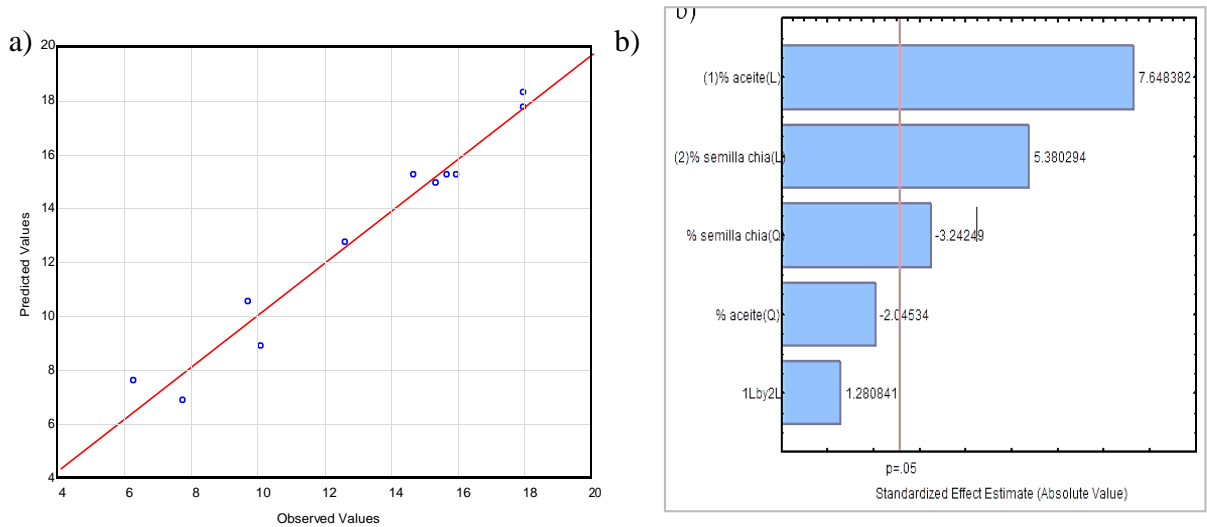 a)
20
18
16
14
12
10
8
6
4
4 6 8 10 12 14 16 18 20
Predicted Values
Observed Values
b)
b)
(1)% aceite(L)
7.648382
(2)% semilla chia(L
5.380294
% semilla chia(Q
-3.24249
% aceite(Q)
-2.04534
1Lby2L
1.280841
p=.05
Standardized Effect Estimate (Absolute Value)